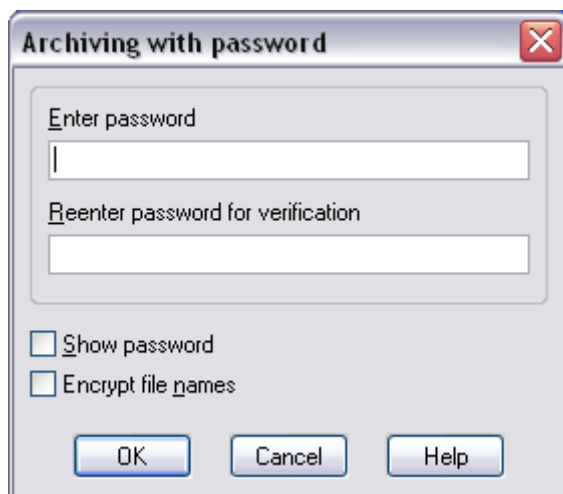 Archiving with password
Enter password
Reenter password for verification
Show password
Encrypt file names
OK Cancel Help